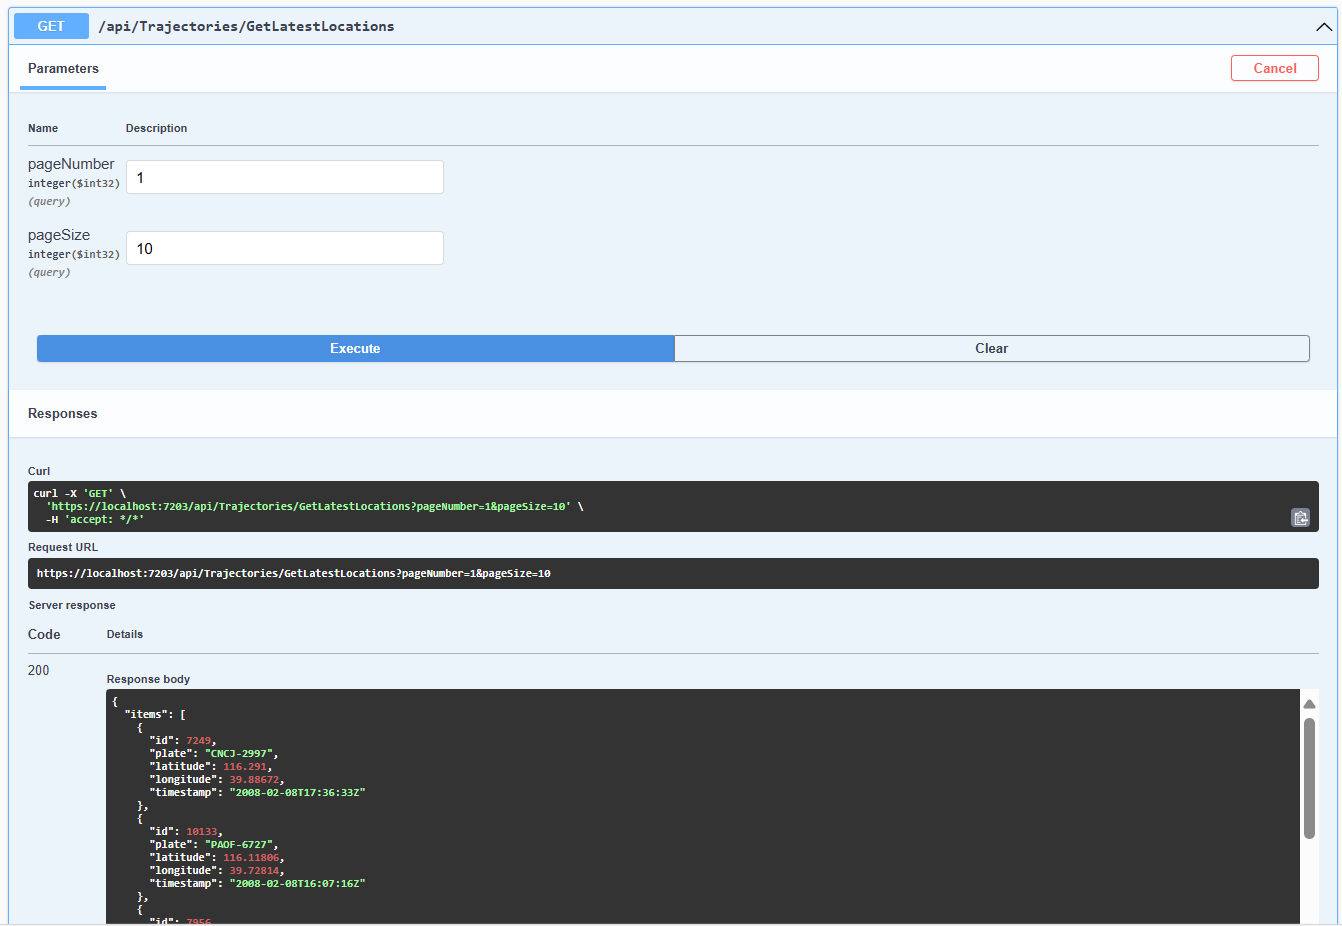 GET /api/Trajectories/GetLatestLocations
Parameters
Cancel
Name Description
pageNumber
integer($int32)
(query)
1
pageSize
integer($int32)
(query)
10
Execute Clear
Responses
Curl
curl -X 'GET' \
'https://localhost:7203/api/Trajectories/GetLatestLocations?pageNumber=1&pageSize=10' \
-H 'accept: */*'
Request URL
https://localhost:7203/api/Trajectories/GetLatestLocations?pageNumber=1&pageSize=10
Server response
Code Details
200
Response body
{
"items": [
{
"id": 7249,
"plate": "CNCJ-2997",
"latitude": 116.291,
"longitude": 39.88672,
"timestamp": "2008-02-08T17:36:33Z"
},
{
"id": 10133,
"plate": "PAOF-6727",
"latitude": 116.11806,
"longitude": 39.72814,
"timestamp": "2008-02-08T16:07:16Z"
},
{
"id": 7956